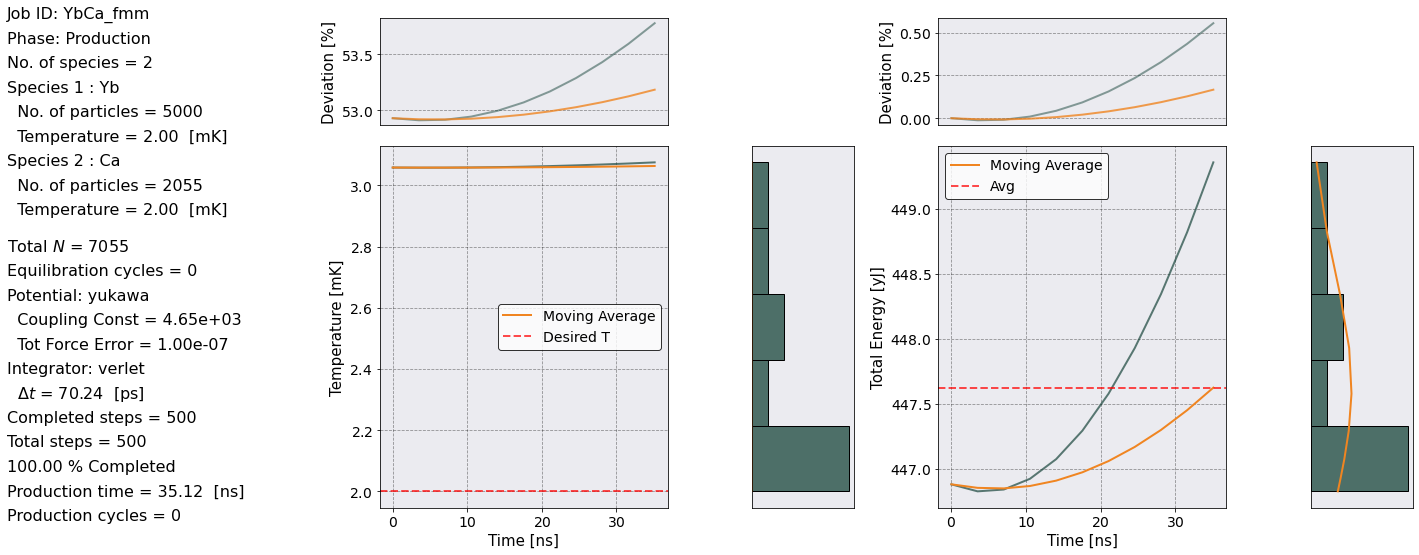 Job ID: YbCa_fmm
Phase: Production
No. of species = 2
Species 1 : Yb
No. of particles = 5000
Temperature = 2.00 [mK]
Species 2 : Ca
No. of particles = 2055
Temperature = 2.00 [mK]
Total N = 7055
Equilibration cycles = 0
Potential: yukawa
Coupling Const = 4.65e+03
Tot Force Error = 1.00e-07
Integrator: verlet
Δt = 70.24 [ps]
Completed steps = 500
Total steps = 500
100.00 % Completed
Production time = 35.12 [ns]
Production cycles = 0
Deviation [%]
53.5
53.0
Temperature [mK]
3.0
2.8
2.6
2.4
2.2
2.0
Moving Average
Desired T
0 10 20 30
Time [ns]
Deviation [%]
0.50
0.25
0.00
Total Energy [yJ]
449.0
448.5
448.0
447.5
447.0
Moving Average
Avg
0 10 20 30
Time [ns]